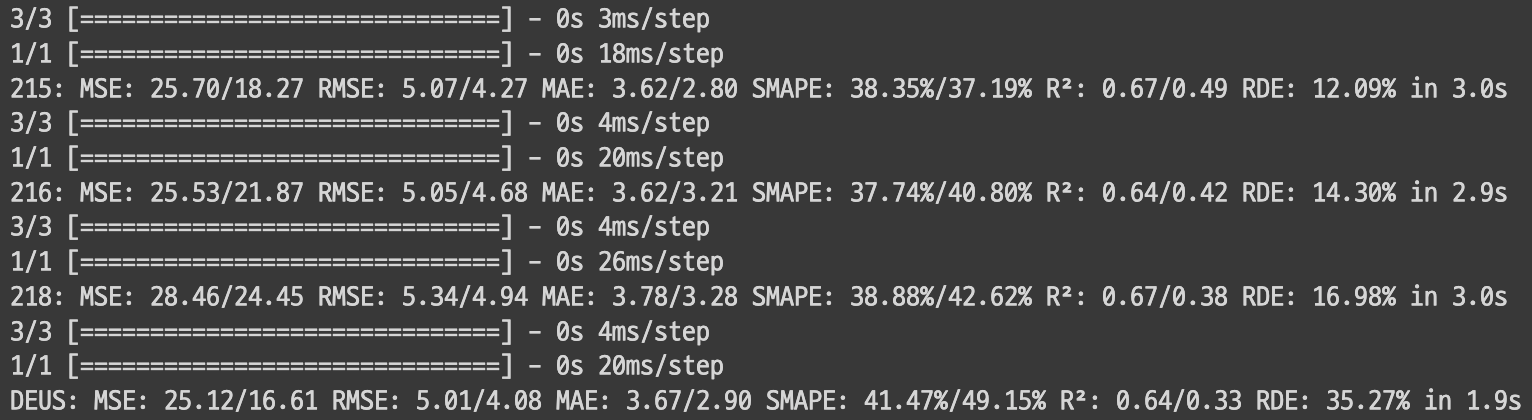 3/3 [==============================] - 0s 3ms/step
1/1 [==============================] - 0s 18ms/step
215: MSE: 25.70/18.27 RMSE: 5.07/4.27 MAE: 3.62/2.80 SMAPE: 38.35%/37.19% R²: 0.67/0.49 RDE: 12.09% in 3.0s
3/3 [==============================] - 0s 4ms/step
1/1 [==============================] - 0s 20ms/step
216: MSE: 25.53/21.87 RMSE: 5.05/4.68 MAE: 3.62/3.21 SMAPE: 37.74%/40.80% R²: 0.64/0.42 RDE: 14.30% in 2.9s
3/3 [==============================] - 0s 4ms/step
1/1 [==============================] - 0s 26ms/step
218: MSE: 28.46/24.45 RMSE: 5.34/4.94 MAE: 3.78/3.28 SMAPE: 38.88%/42.62% R²: 0.67/0.38 RDE: 16.98% in 3.0s
3/3 [==============================] - 0s 4ms/step
1/1 [==============================] - 0s 20ms/step
DEUS: MSE: 25.12/16.61 RMSE: 5.01/4.08 MAE: 3.67/2.90 SMAPE: 41.47%/49.15% R²: 0.64/0.33 RDE: 35.27% in 1.9s